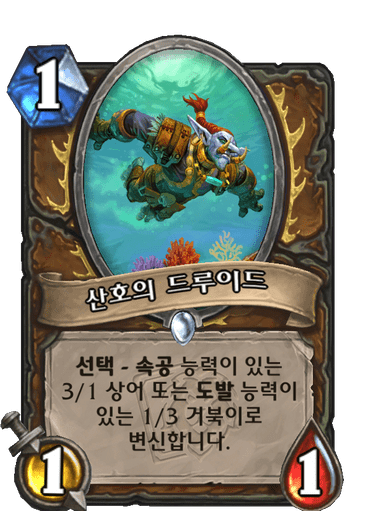 1
산호의 드루이드
선택 - 속공 능력이 있는
3/1 상어 또는 도발 능력이
있는 1/3 거북이로
변신합니다.
1
1